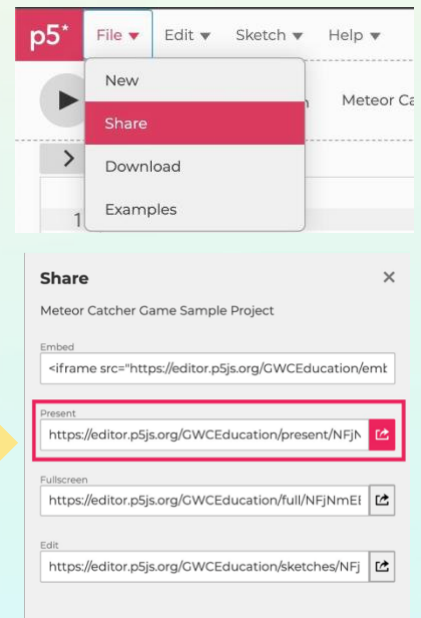 p5* File ▾ Edit ▾ Sketch ▾ Help ▾
New
Meteor Ca
Share
Download
Examples
1
Share
Meteor Catcher Game Sample Project
Embed
<iframe src="https://editor.p5js.org/GWCEducation/emb
Present
https://editor.p5js.org/GWCEducation/present/NFjN
Fullscreen
https://editor.p5js.org/GWCEducation/full/NFjNmEl
Edit
https://editor.p5js.org/GWCEducation/sketches/NFj